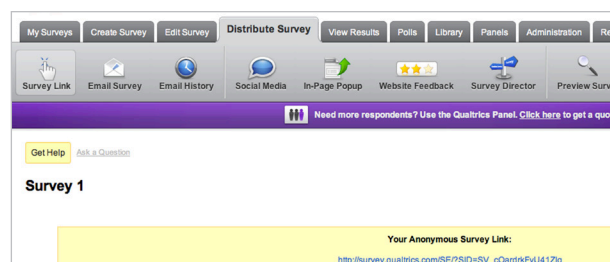 My Surveys Create Survey Edit Survey Distribute Survey View Results Polls Library Panels Administration
Survey Link Email Survey Email History Social Media In-Page Popup Website Feedback Survey Director Preview
Need more respondents? Use the Qualtrics Panel. Click here to get a
Get Help Ask a Question
Survey 1
Your Anonymous Survey Link: